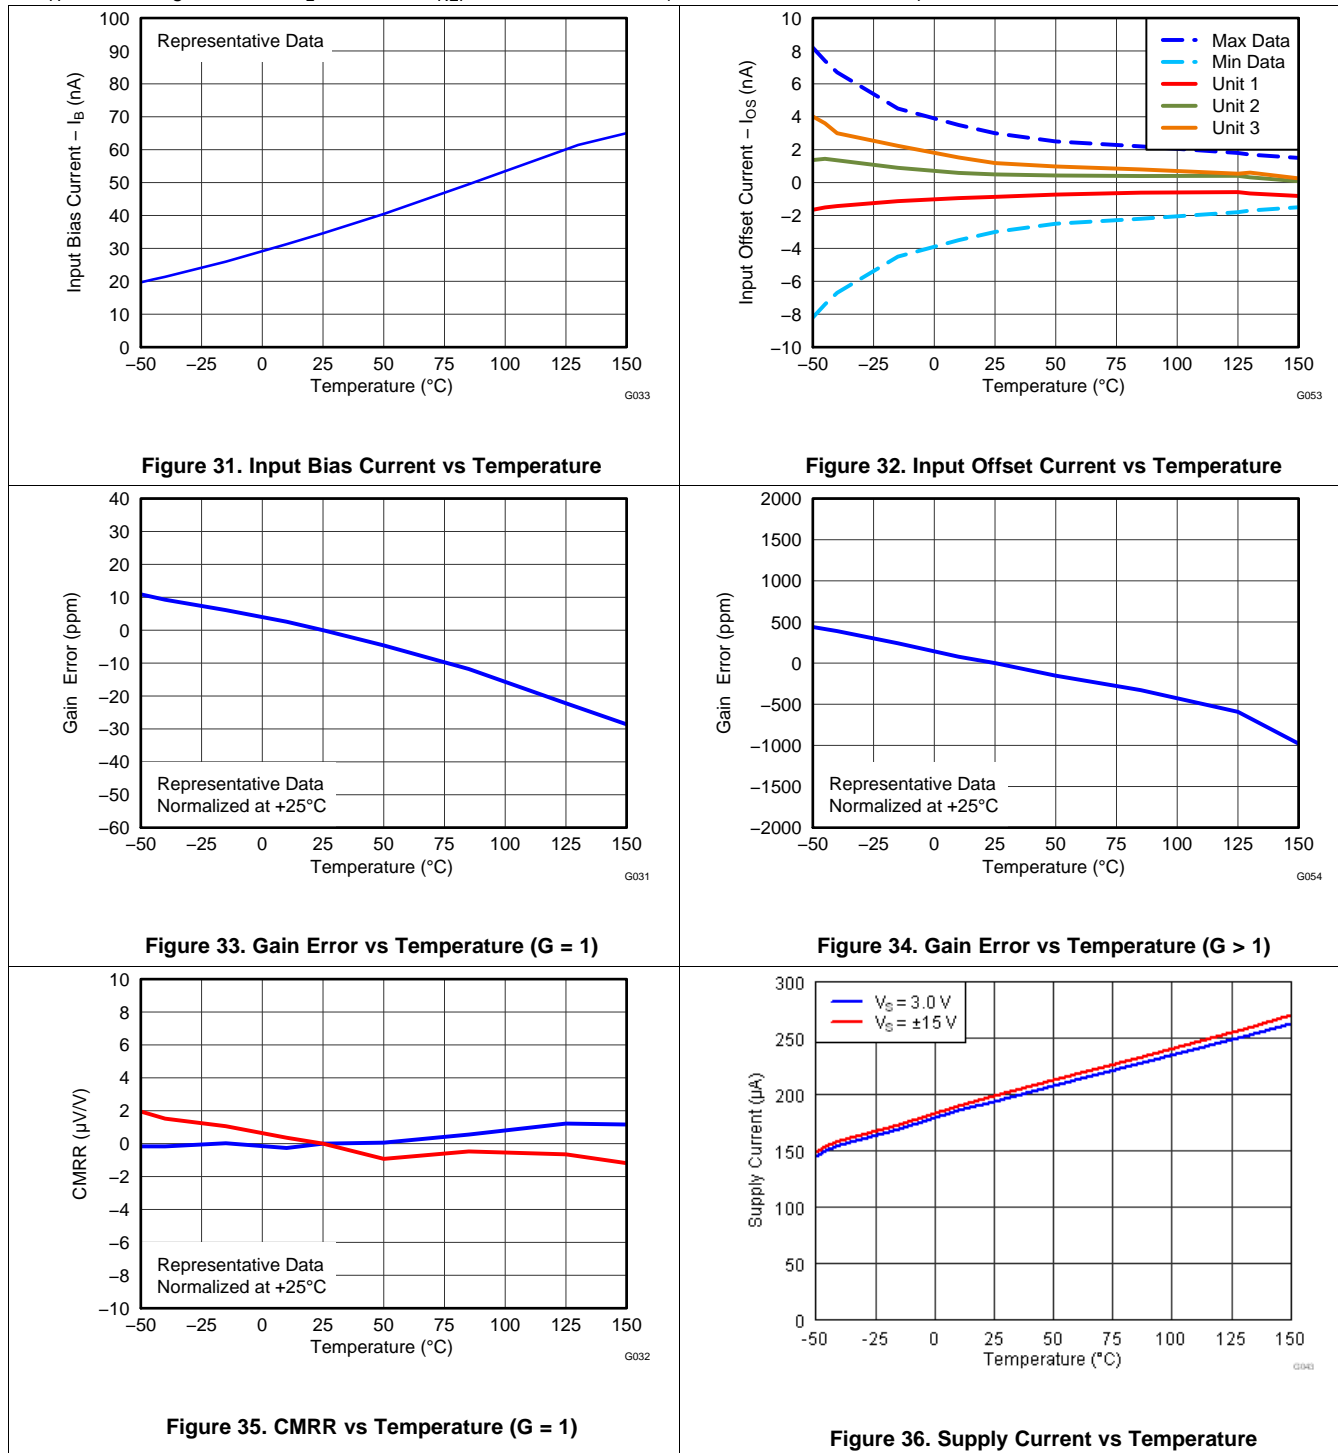 100
90
80
70
60
50
40
30
20
10
0
Input Bias Current – IB (nA)
Representative Data
−50 −25 0 25 50 75 100 125 150
Temperature (°C)
G033
Figure 31. Input Bias Current vs Temperature
10
8
6
4
2
0
−2
−4
−6
−8
−10
Input Offset Current – IOS (nA)
Max Data
Min Data
Unit 1
Unit 2
Unit 3
−50 −25 0 25 50 75 100 125 150
Temperature (°C)
G053
Figure 32. Input Offset Current vs Temperature
40
30
20
10
0
−10
−20
−30
−40
−50
−60
Gain Error (ppm)
Representative Data
Normalized at +25°C
−50 −25 0 25 50 75 100 125 150
Temperature (°C)
G031
Figure 33. Gain Error vs Temperature (G = 1)
2000
1500
1000
500
0
−500
−1000
−1500
−2000
Gain Error (ppm)
Representative Data
Normalized at +25°C
−50 −25 0 25 50 75 100 125 150
Temperature (°C)
G054
Figure 34. Gain Error vs Temperature (G > 1)
10
8
6
4
2
0
−2
−4
−6
−8
−10
CMRR (µV/V)
Representative Data
Normalized at +25°C
−50 −25 0 25 50 75 100 125 150
Temperature (°C)
G032
Figure 35. CMRR vs Temperature (G = 1)
300
250
200
150
100
50
0
Supply Current (µA)
VS = 3.0 V
VS = ±15 V
-50 -25 0 25 50 75 100 125 150
Temperature (°C)
G043
Figure 36. Supply Current vs Temperature